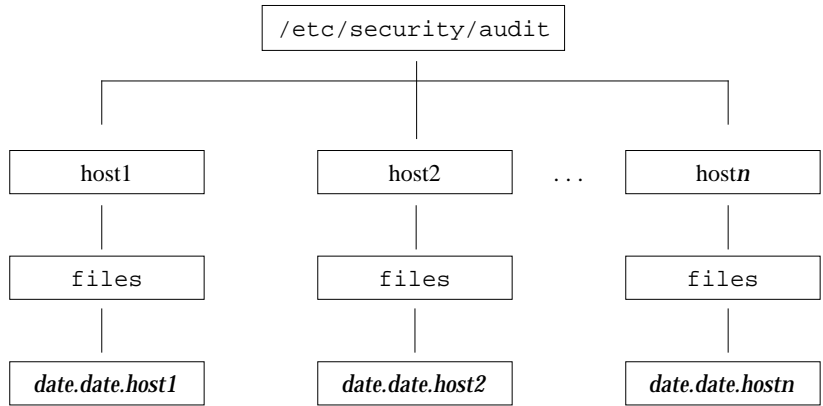 /etc/security/audit
host1 host2 ... hostn
files files files
date.date.host1 date.date.host2 date.date.hostn